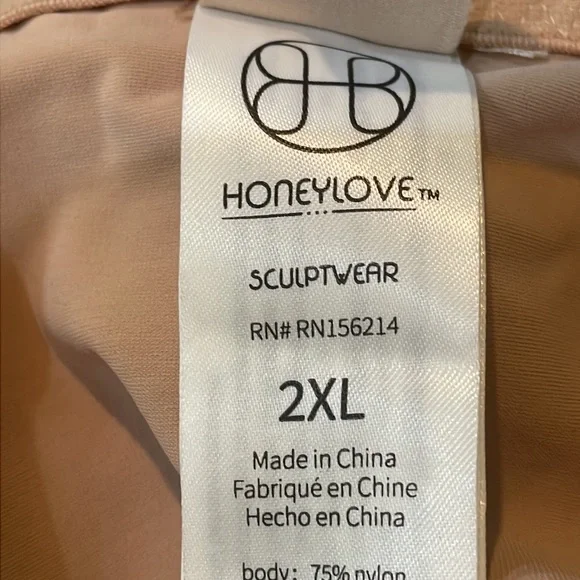 HONEYLOVE™
SCULPTWEAR
RN# RN156214
2XL
Made in China
Fabriqué en Chine
Hecho en China
body: 75% nylon